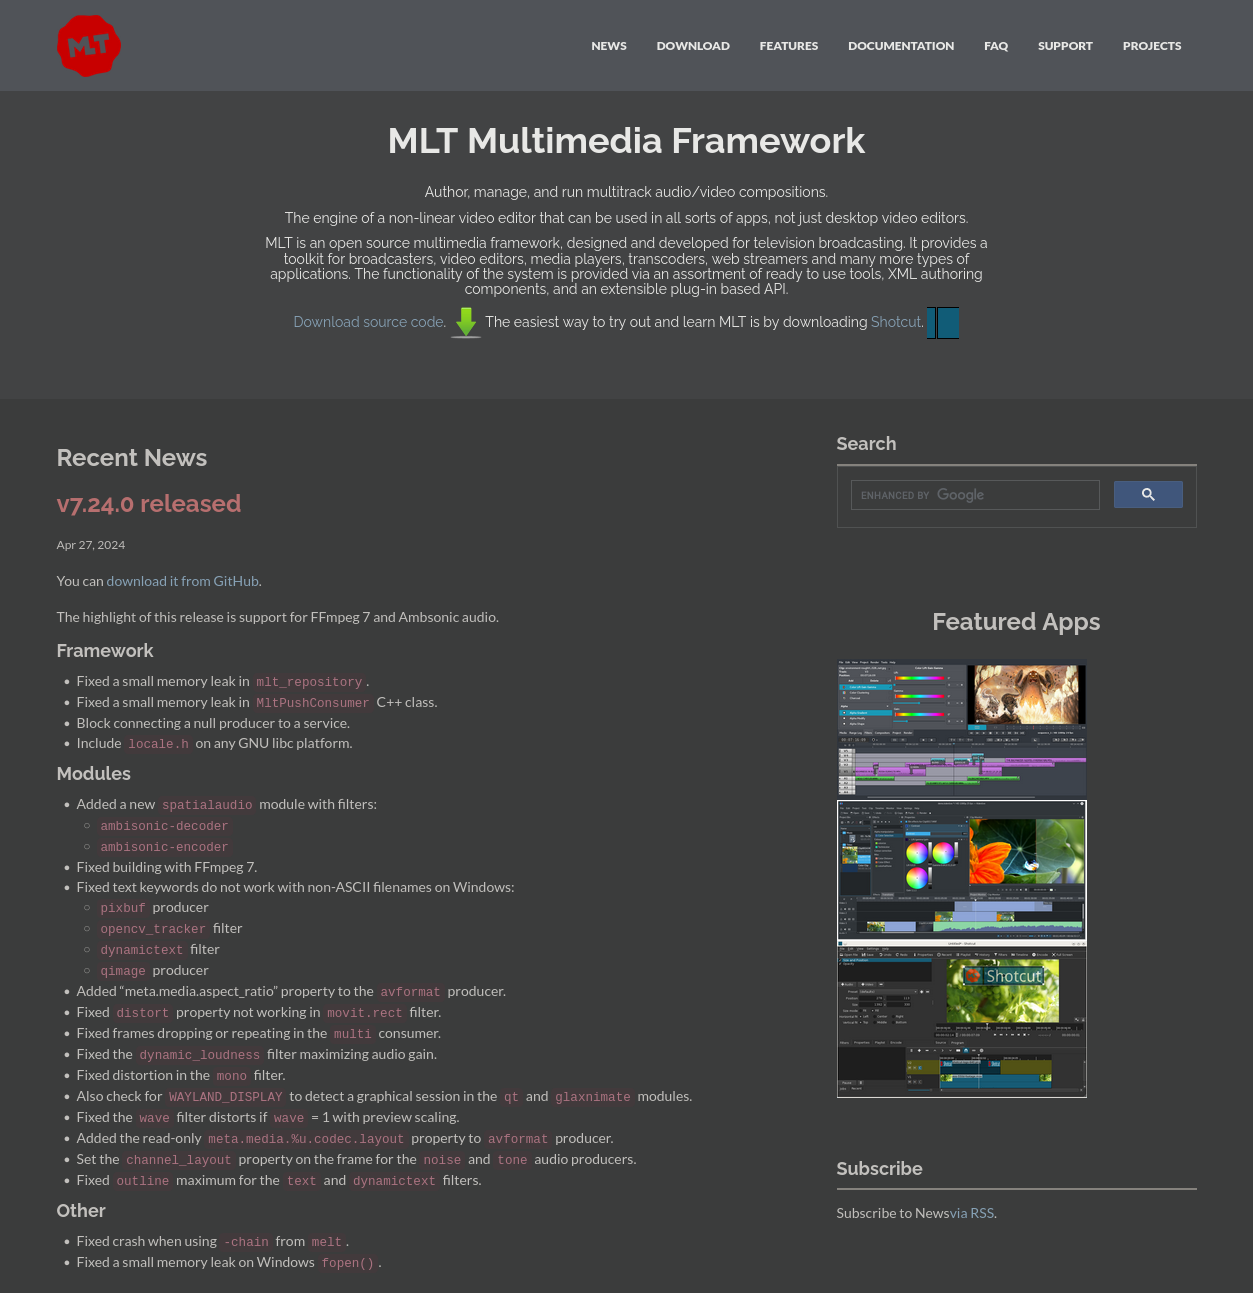 MLT
NEWS
DOWNLOAD
FEATURES
DOCUMENTATION
FAQ
SUPPORT
PROJECTS
MLT Multimedia Framework
Author, manage, and run multitrack audio/video compositions.
The engine of a non-linear video editor that can be used in all sorts of apps, not just desktop video editors.
MLT is an open source multimedia framework, designed and developed for television broadcasting. It provides a
toolkit for broadcasters, video editors, media players, transcoders, web streamers and many more types of
applications. The functionality of the system is provided via an assortment of ready to use tools, XML authoring
components, and an extensible plug-in based API.
Download source code. The easiest way to try out and learn MLT is by downloading Shotcut.
Recent News
v7.24.0 released
Apr 27, 2024
You can download it from GitHub.
The highlight of this release is support for FFmpeg 7 and Ambsonic audio.
Framework
• Fixed a small memory leak in mlt_repository.
• Fixed a small memory leak in MltPushConsumer C++ class.
• Block connecting a null producer to a service.
• Include locale.h on any GNU libc platform.
Modules
• Added a new spatialaudio module with filters:
○ ambisonic-decoder
○ ambisonic-encoder
• Fixed building with FFmpeg 7.
• Fixed text keywords do not work with non-ASCII filenames on Windows:
○ pixbuf producer
○ opencv_tracker filter
○ dynamictext filter
○ qimage producer
• Added “meta.media.aspect_ratio” property to the avformat producer.
• Fixed distort property not working in movit.rect filter.
• Fixed frames dropping or repeating in the multi consumer.
• Fixed the dynamic_loudness filter maximizing audio gain.
• Fixed distortion in the mono filter.
• Also check for WAYLAND_DISPLAY to detect a graphical session in the qt and glaxnimate modules.
• Fixed the wave filter distorts if wave = 1 with preview scaling.
• Added the read-only meta.media.%u.codec.layout property to avformat producer.
• Set the channel_layout property on the frame for the noise and tone audio producers.
• Fixed outline maximum for the text and dynamictext filters.
Other
• Fixed crash when using -chain from melt.
• Fixed a small memory leak on Windows fopen().
Search
ENHANCED BY Google
Featured Apps
Shotcut
Subscribe
Subscribe to Newsvia RSS.